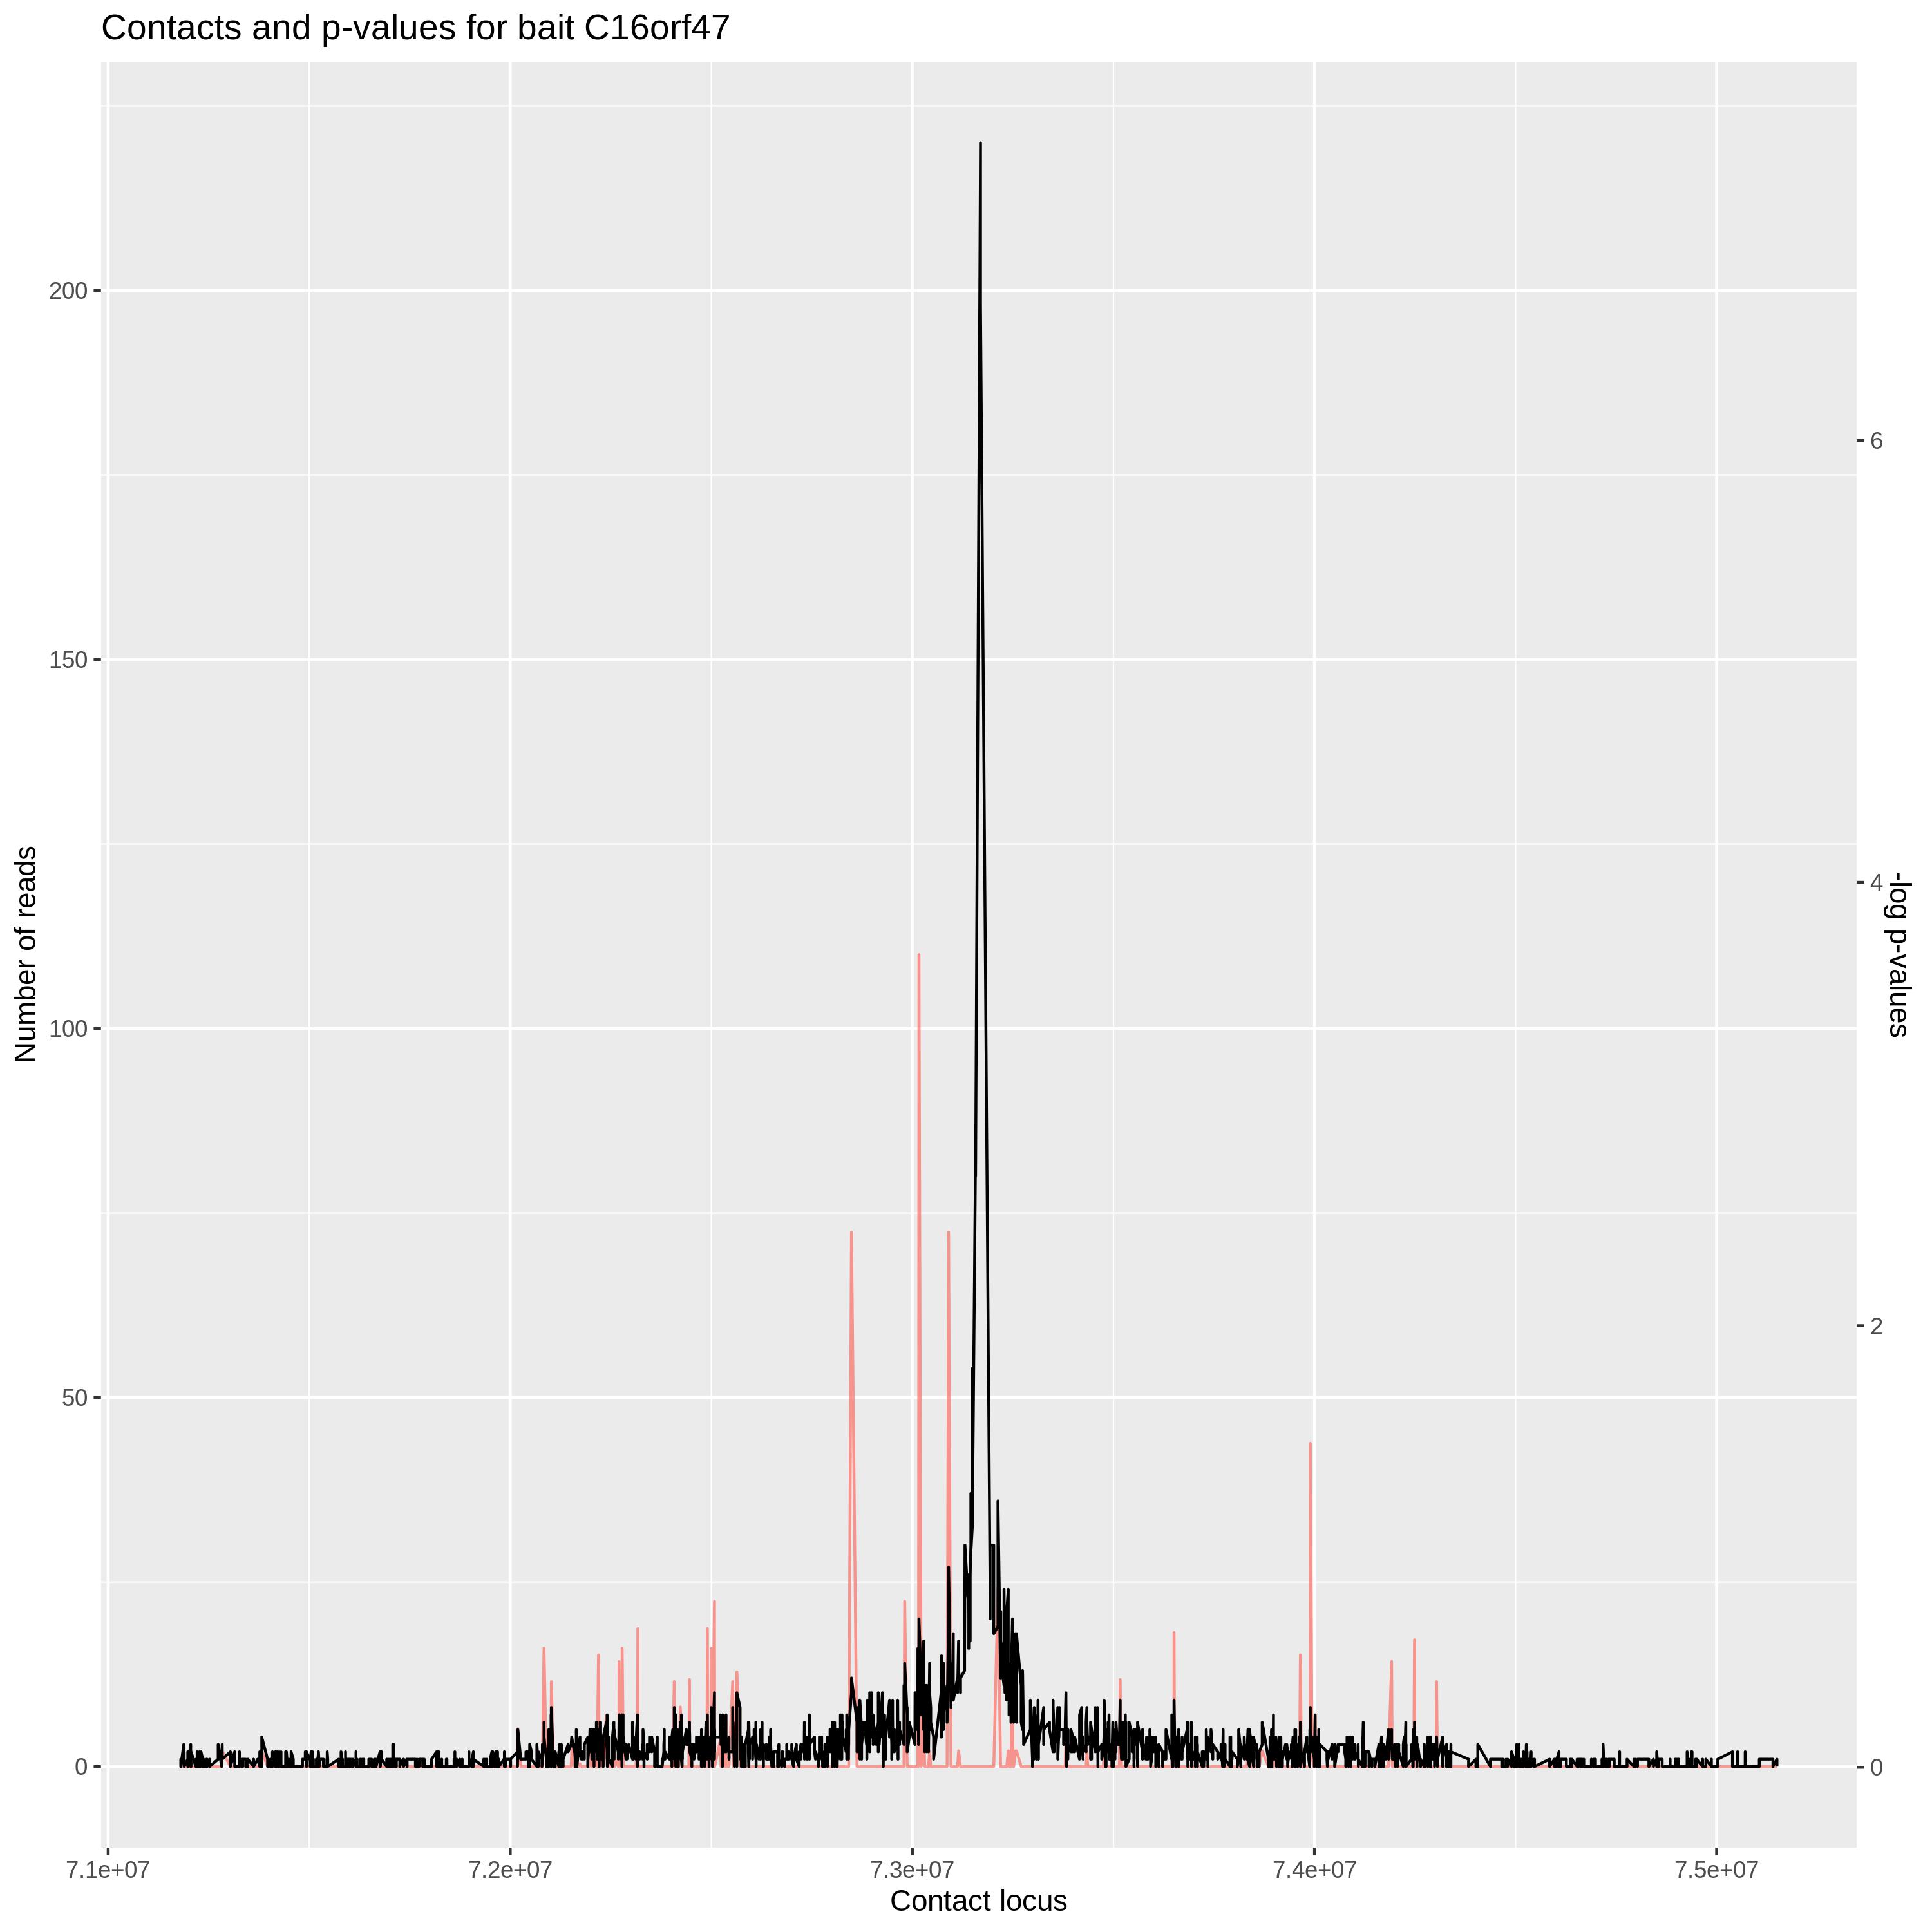 Contacts and p-values for bait C16orf47
200
150
100
50
0
Number of reads
6
4
2
0
-log p-values
7.1e+07 7.2e+07 7.3e+07 7.4e+07 7.5e+07
Contact locus